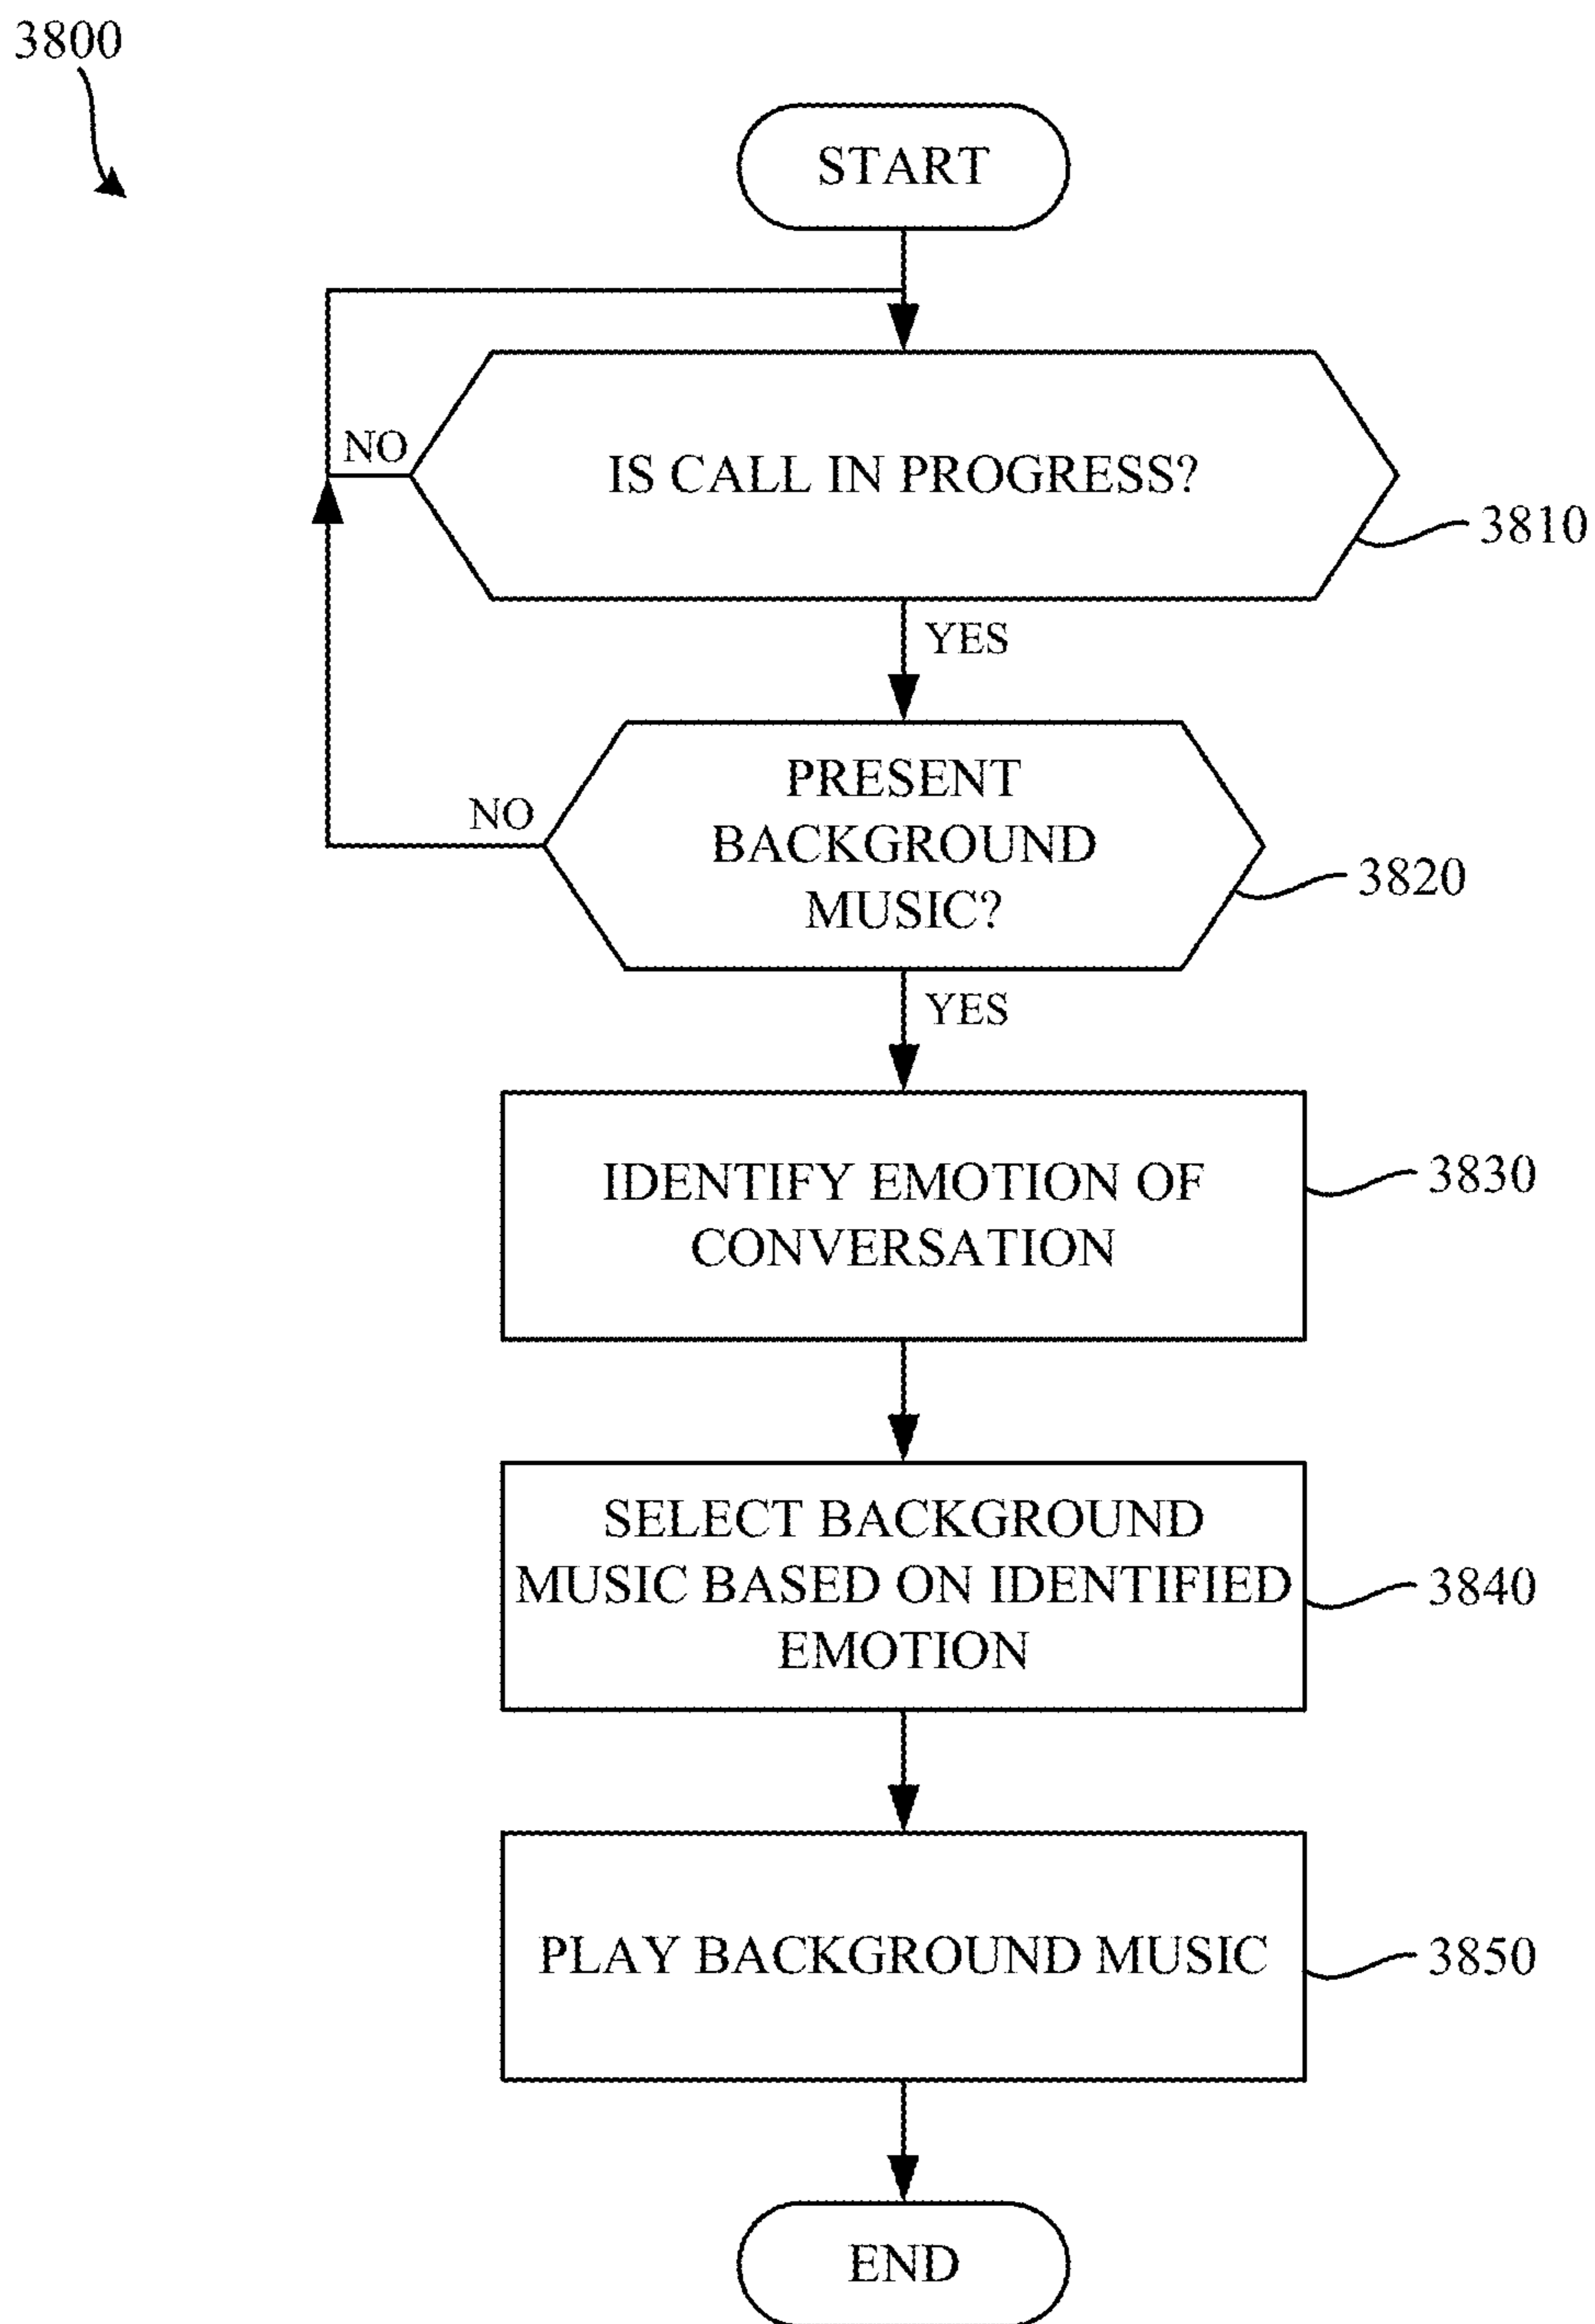 3800
START
NO
IS CALL IN PROGRESS?
3810
YES
PRESENT
BACKGROUND
MUSIC?
NO
3820
YES
IDENTIFY EMOTION OF
CONVERSATION
3830
SELECT BACKGROUND
MUSIC BASED ON IDENTIFIED
EMOTION
3840
PLAY BACKGROUND MUSIC
3850
END